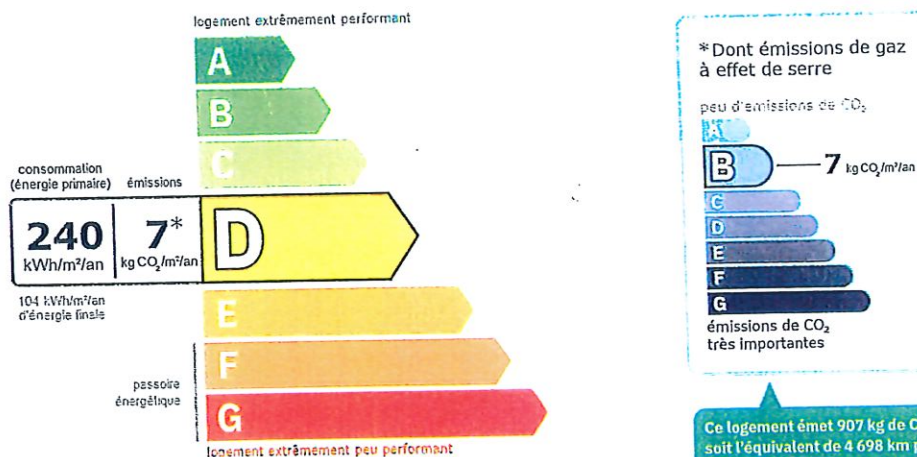 logement extrêmement performant
A
B
C
consommation
(énergie primaire)
émissions
240
kWh/m²/an
7*
kg CO₂/m²/an
D
104 kWh/m²/an
d'énergie finale
E
F
passoire
énergétique
G
logement extrêmement peu performant
* Dont émissions de gaz
à effet de serre
peu d'émissions de CO₂
A
B
7 kg CO₂/m²/an
C
D
E
F
G
émissions de CO₂
très importantes
Ce logement émet 907 kg de
soit l'équivalent de 4 698 km